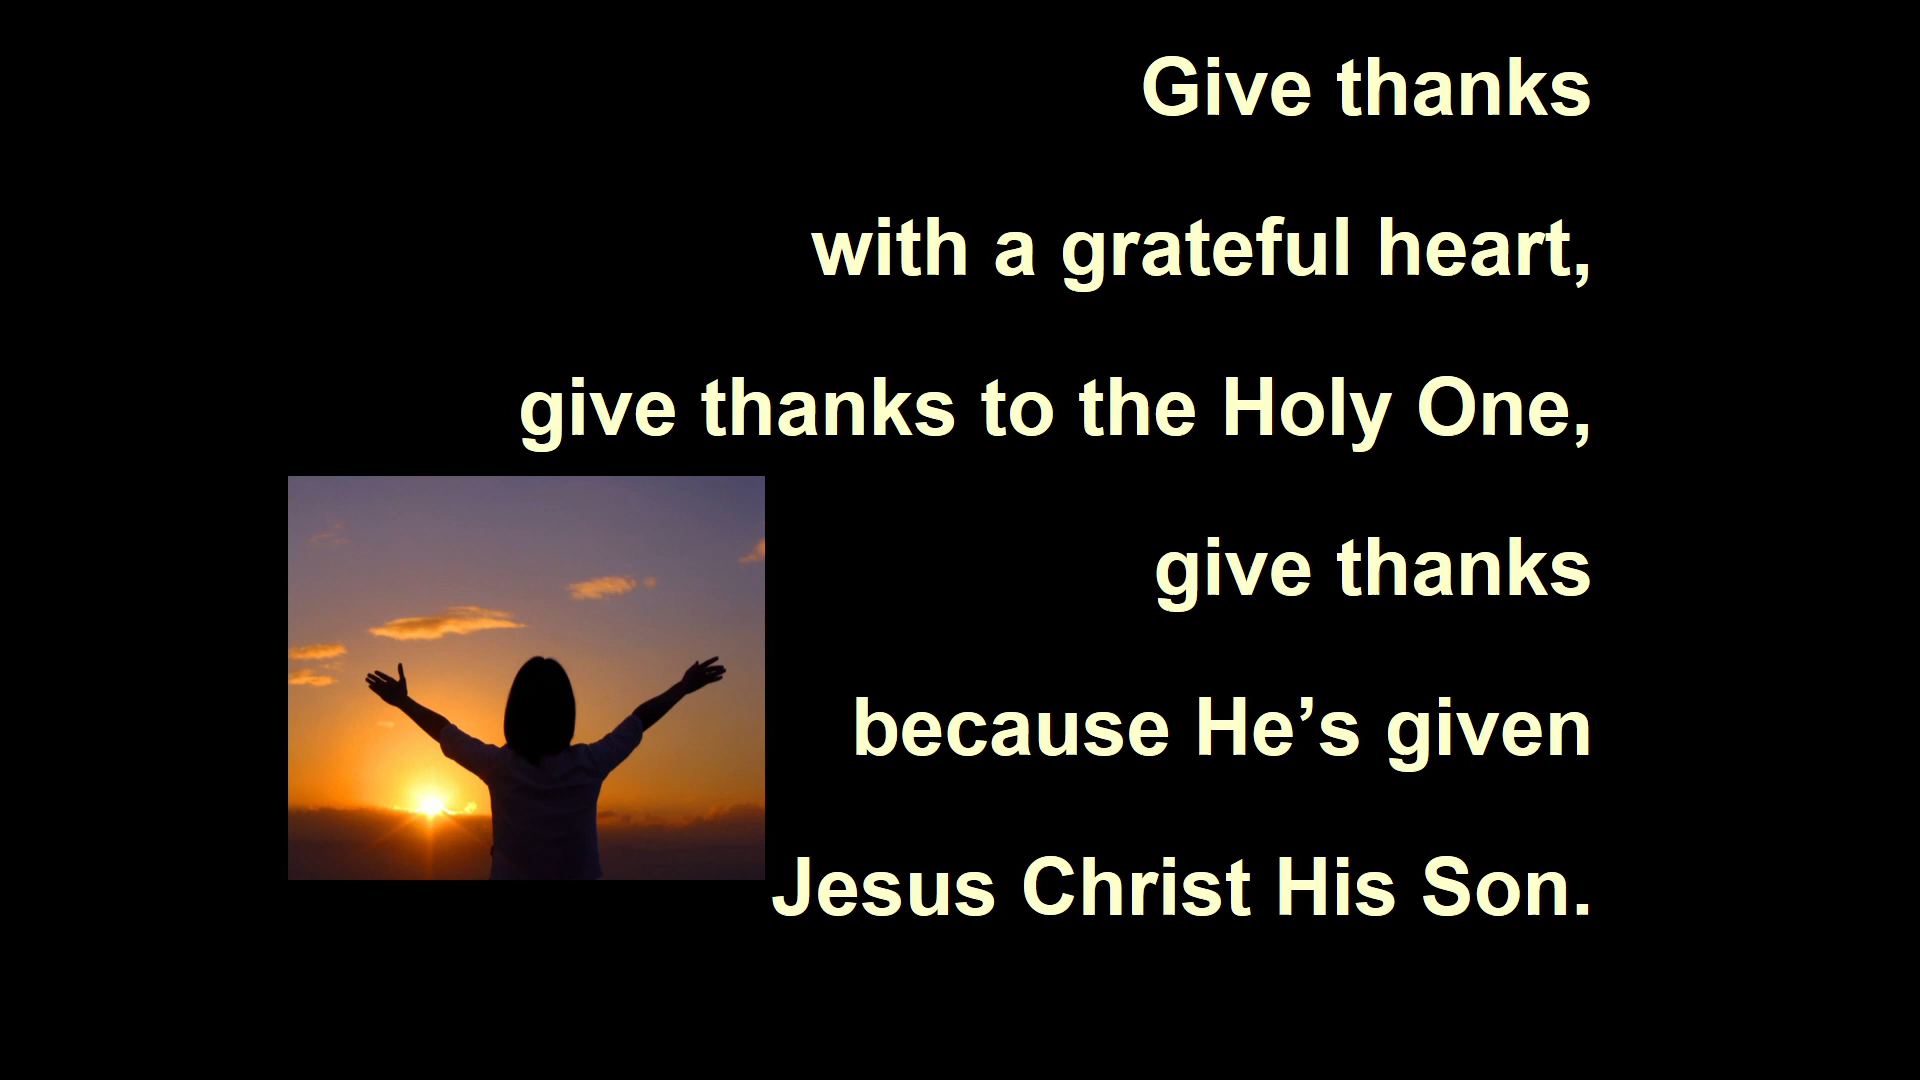 Give thanks
with a grateful heart,
give thanks to the Holy One,
give thanks
because He’s given
Jesus Christ His Son.